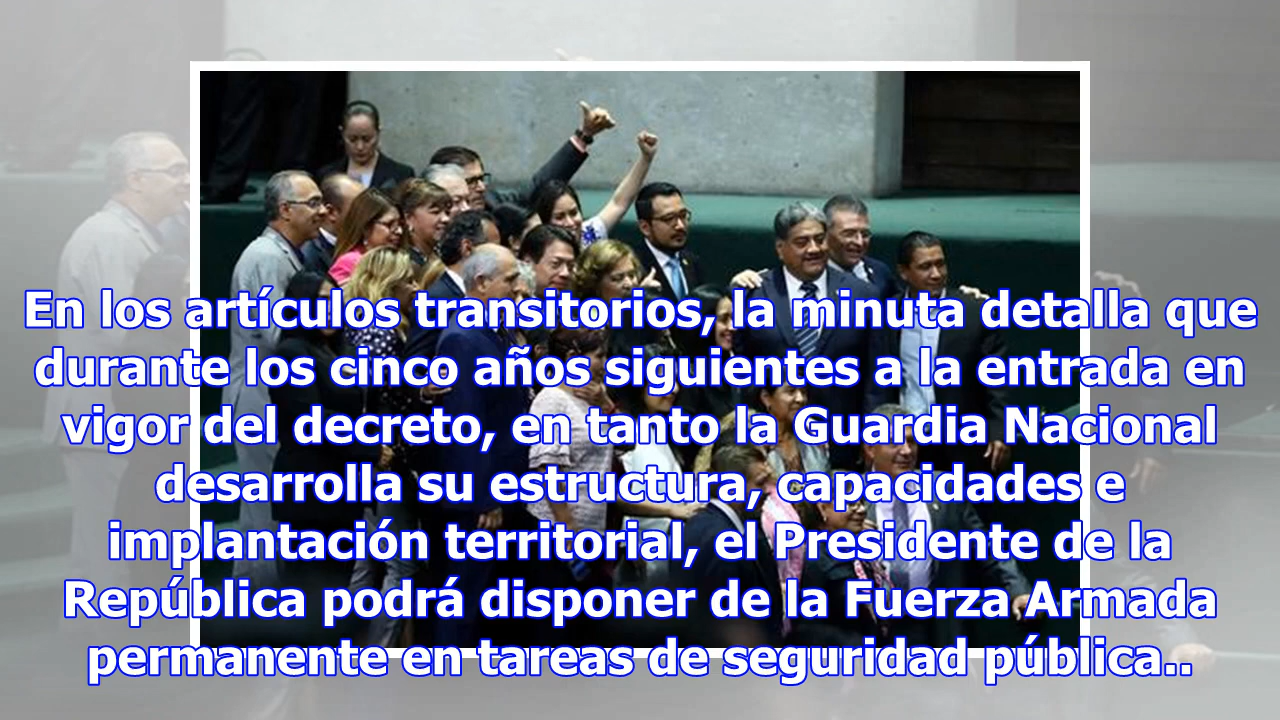 En los artículos transitorios, la minuta detalla que
durante los cinco años siguientes a la entrada en
vigor del decreto, en tanto la Guardia Nacional
desarrolla su estructura, capacidades e
implantación territorial, el Presidente de la
República podrá disponer de la Fuerza Armada
permanente en tareas de seguridad pública..